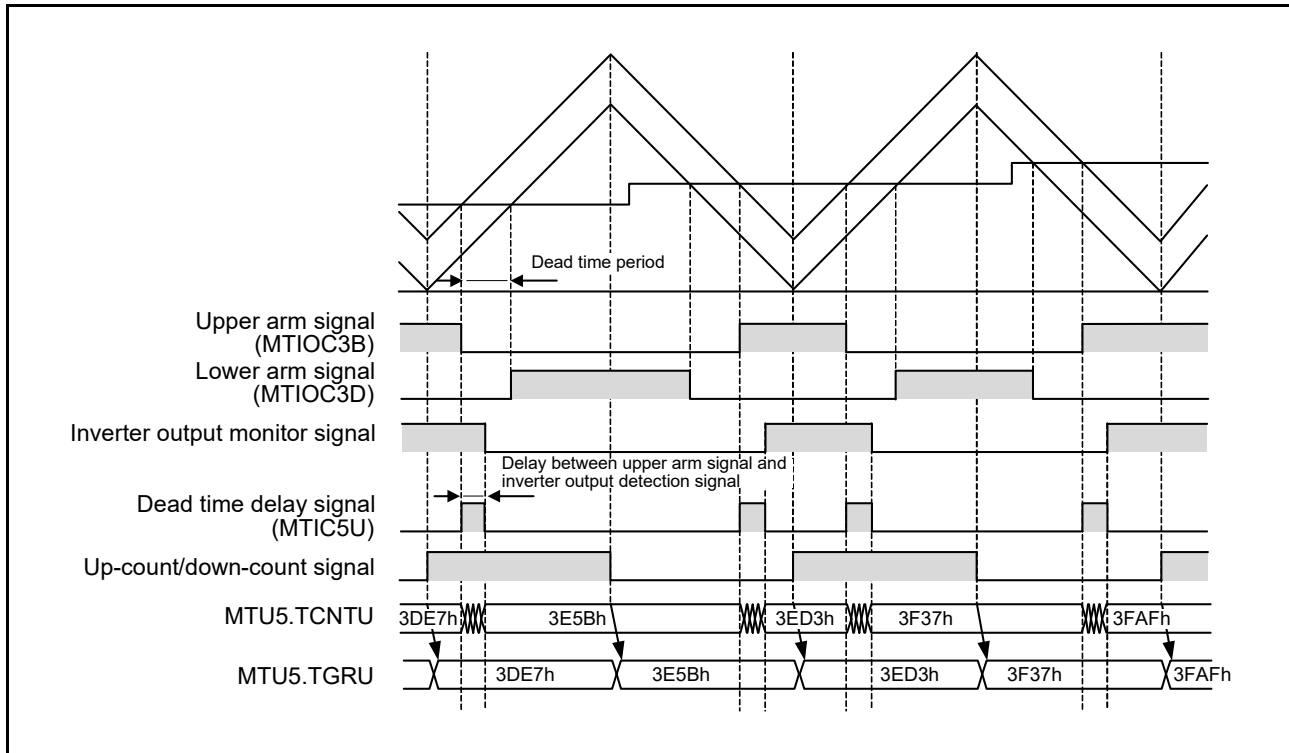 Dead time period
Upper arm signal
(MTIOC3B)
Lower arm signal
(MTIOC3D)
Inverter output monitor signal
Delay between upper arm signal and
inverter output detection signal
Dead time delay signal
(MTIC5U)
Up-count/down-count signal
MTU5.TCNTU
3DE7h
3E5Bh
3ED3h
3F37h
3FAFh
MTU5.TGRU
3DE7h
3E5Bh
3ED3h
3F37h
3FAFh